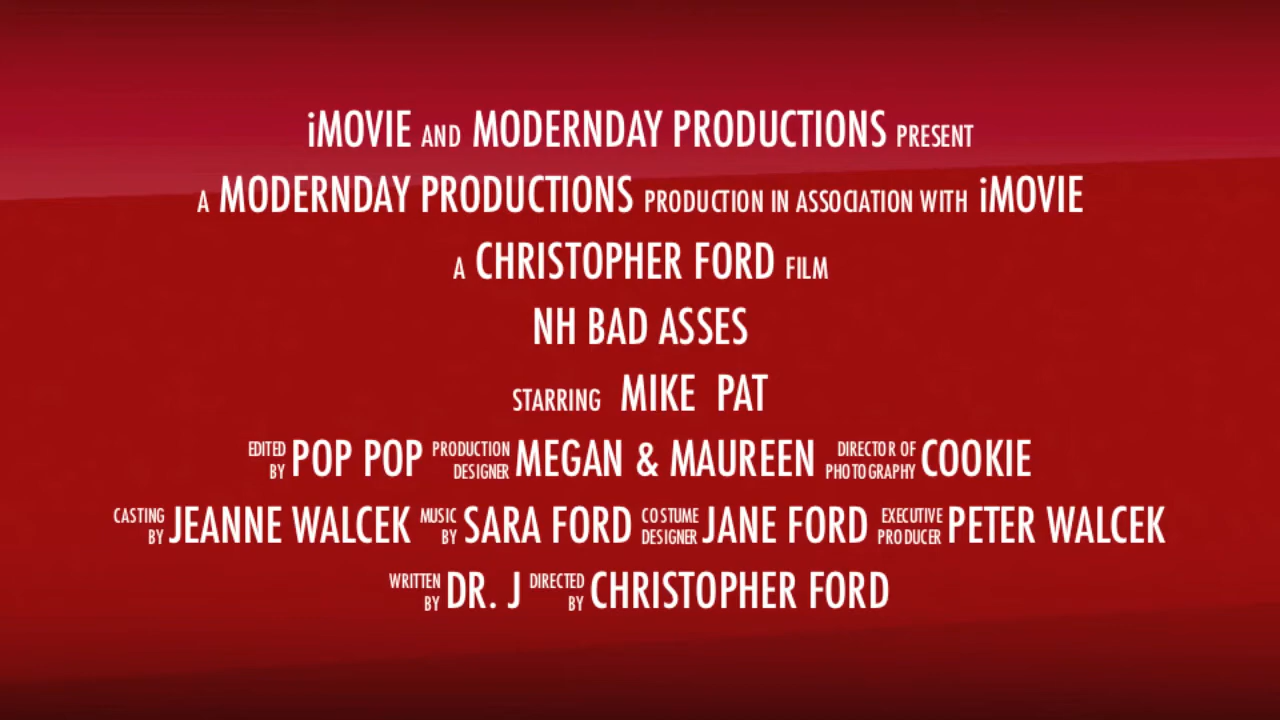 iMOVIE AND MODERNDAY PRODUCTIONS PRESENT
A MODERNDAY PRODUCTIONS PRODUCTION IN ASSOCIATION WITH iMOVIE
A CHRISTOPHER FORD FILM
NH BAD ASSES
STARRING MIKE PAT
EDITED BY POP POP PRODUCTION DESIGNER MEGAN & MAUREEN DIRECTOR OF PHOTOGRAPHY COOKIE
CASTING BY JEANNE WALCEK MUSIC BY SARA FORD COSTUME DESIGNER JANE FORD EXECUTIVE PRODUCER PETER WALCEK
WRITTEN BY DR. J DIRECTED BY CHRISTOPHER FORD